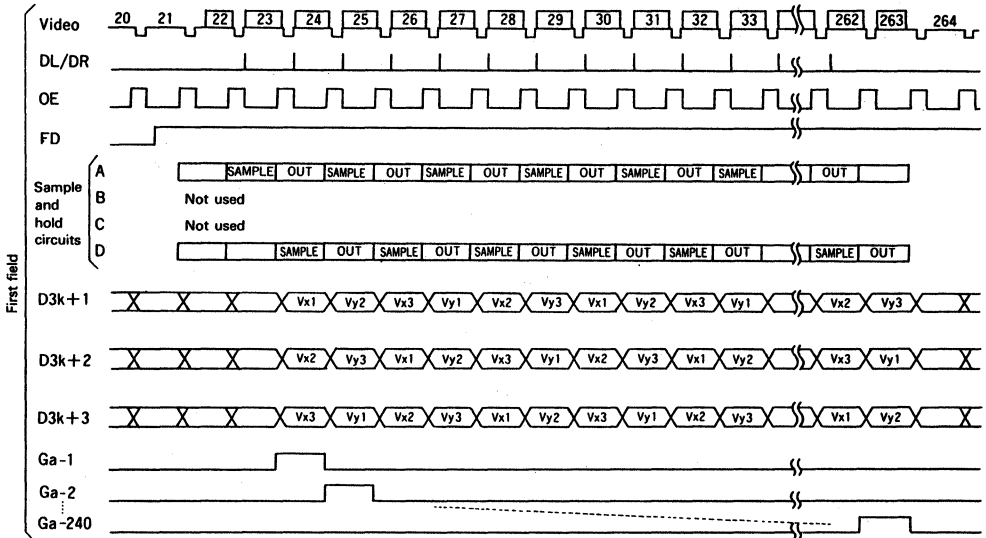 20 21 22 23 24 25 26 27 28 29 30 31 32 33 262 263 264
Video
DL/DR
OE
FD
First field
Sample
and
hold
circuits
A SAMPLE OUT SAMPLE OUT SAMPLE OUT SAMPLE OUT SAMPLE OUT SAMPLE OUT
B Not used
C Not used
D SAMPLE OUT SAMPLE OUT SAMPLE OUT SAMPLE OUT SAMPLE OUT SAMPLE OUT
D3k+1 Vx1 Vy2 Vx3 Vy1 Vx2 Vy3 Vx1 Vy2 Vx3 Vy1 Vx2 Vy3
D3k+2 Vx2 Vy3 Vx1 Vy2 Vx3 Vy1 Vx2 Vy3 Vx1 Vy2 Vx3 Vy1
D3k+3 Vx3 Vy1 Vx2 Vy3 Vx1 Vy2 Vx3 Vy1 Vx2 Vy3 Vx1 Vy2
Ga-1
Ga-2
Ga-240